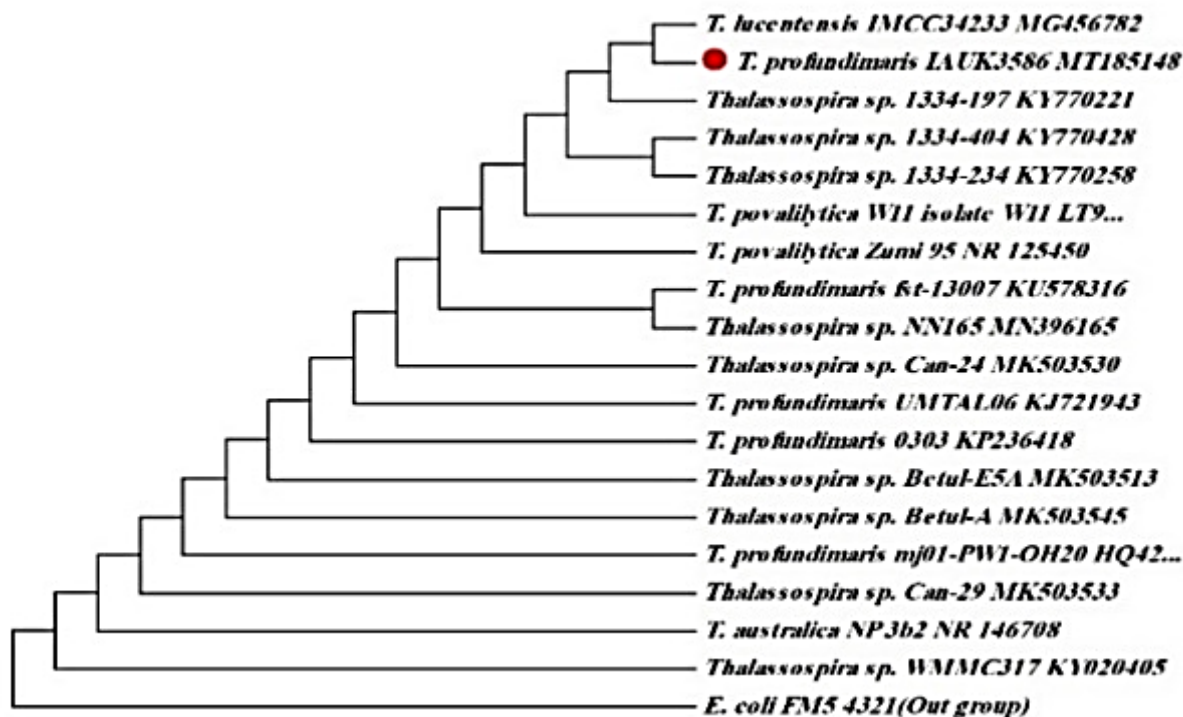 T. lucentensis IMCC34233 MG456782
T. profundimaris IAUK3586 MT185148
Thalassospira sp. 1334-197 KY770221
Thalassospira sp. 1334-404 KY770428
Thalassospira sp. 1334-234 KY770258
T. povalilytica W11 isolate W11 LT9...
T. povalilytica Zumi 95 NR 125450
T. profundimaris fst-13007 KU578316
Thalassospira sp. NN165 MN396165
Thalassospira sp. Can-24 MK503530
T. profundimaris UMTAL06 KJ721943
T. profundimaris 0303 KP236418
Thalassospira sp. Betul-E5A MK503513
Thalassospira sp. Betul-A MK503545
T. profundimaris mj01-PW1-OH20 HQ42...
Thalassospira sp. Can-29 MK503533
T. australica NP 3b2 NR 146708
Thalassospira sp. WMMC317 KY020405
E. coli FM5 4321(Out group)